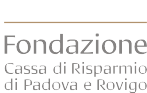 Fondazione
Cassa di Risparmio
di Padova e Rovigo